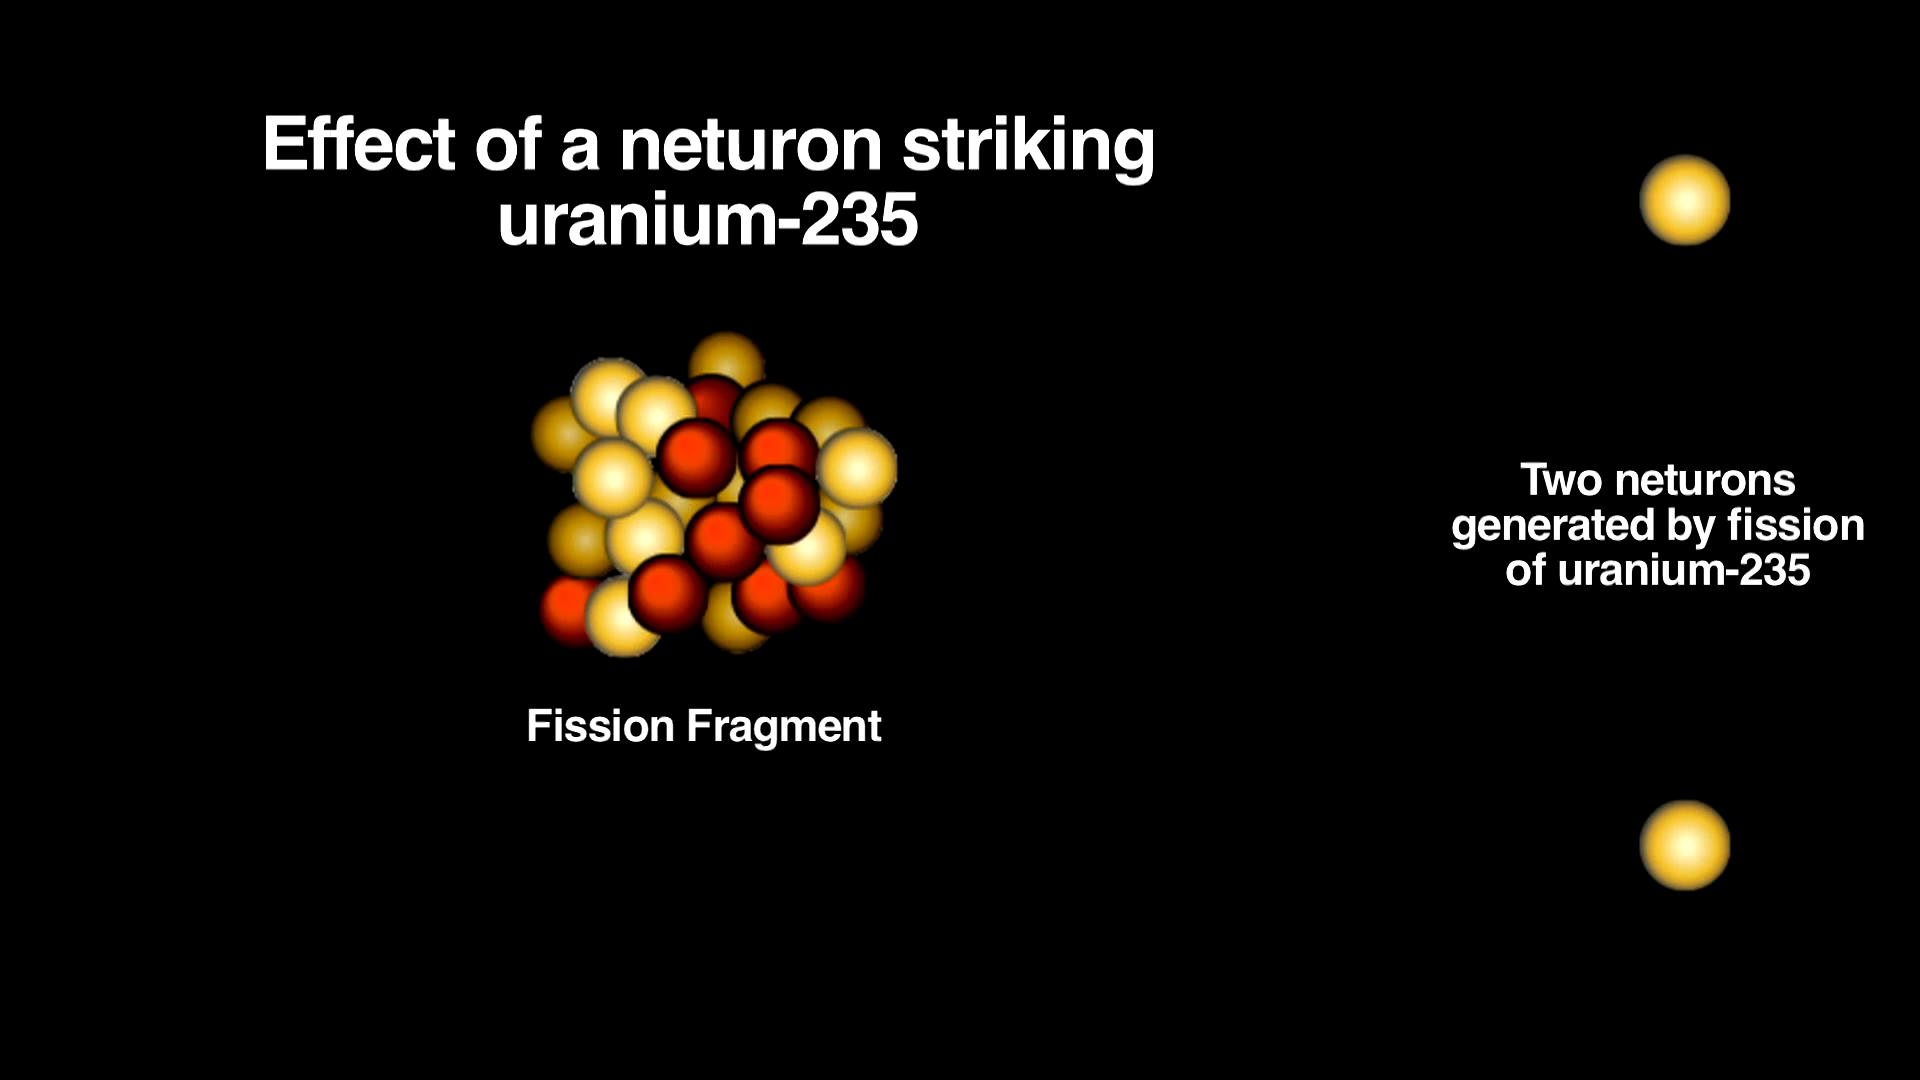 Effect of a neturon striking
uranium-235
Two neturons
generated by fission
of uranium-235
Fission Fragment